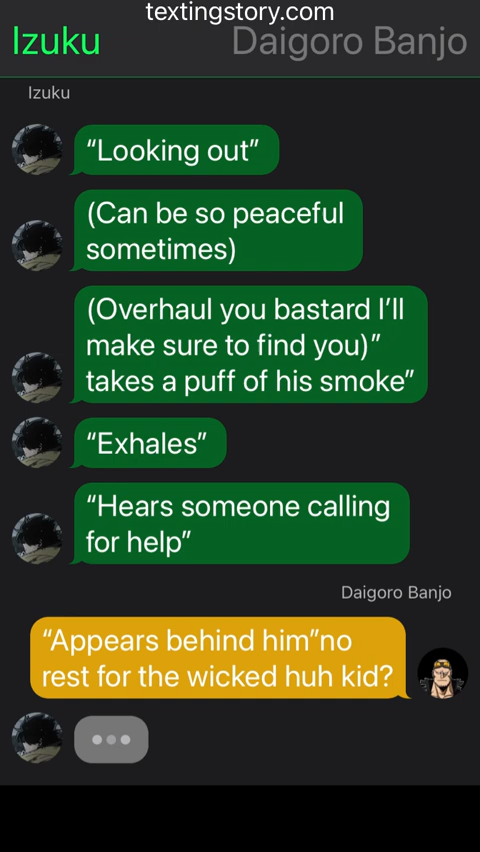 textingstory.com
Izuku
Daigoro Banjo
Izuku
“Looking out”
(Can be so peaceful
sometimes)
(Overhaul you bastard I’ll
make sure to find you)”
takes a puff of his smoke”
“Exhales”
“Hears someone calling
for help”
Daigoro Banjo
“Appears behind him”no
rest for the wicked huh kid?